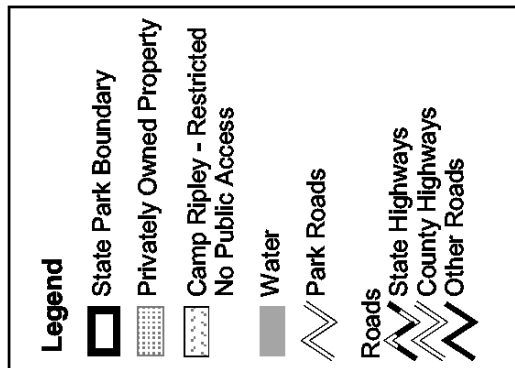 Legend
State Park Boundary
Privately Owned Property
Camp Ripley - Restricted
No Public Access
Water
Park Roads
Roads
State Highways
County Highways
Other Roads